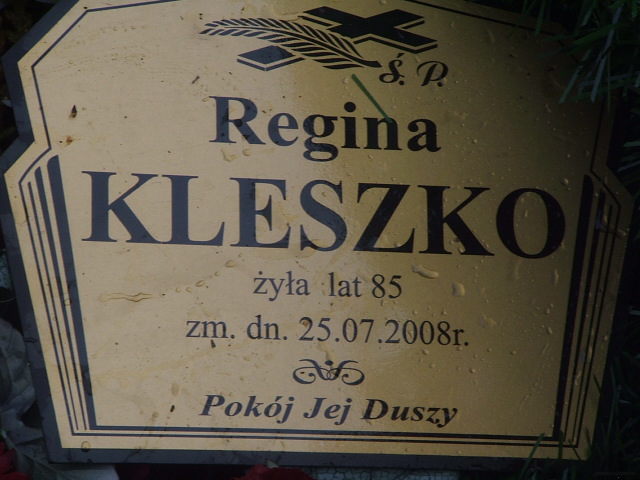 Ś. P.
Regina
KLESZKO
żyła lat 85
zm. dn. 25.07.2008r.
Pokój Jej Duszy